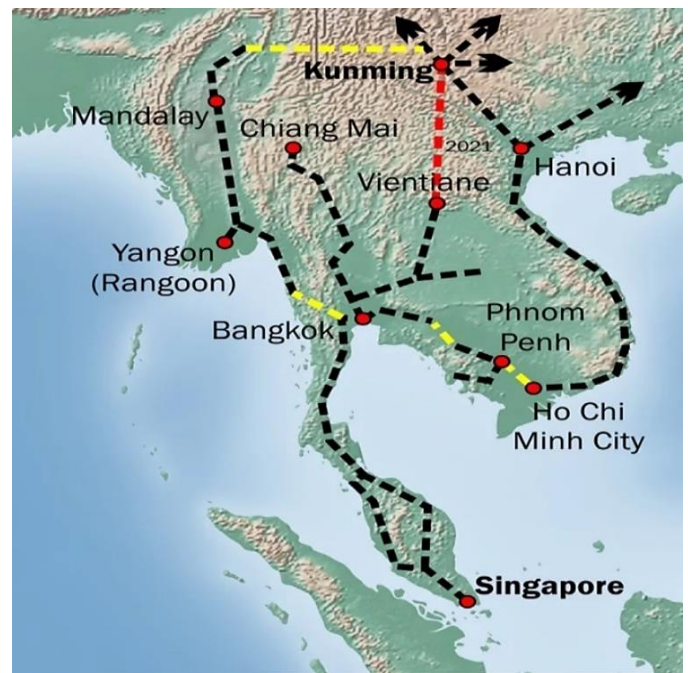 Kunming
Mandalay
Chiang Mai
2021
Hanoi
Vientiane
Yangon
(Rangoon)
Phnom
Penh
Bangkok
Ho Chi
Minh City
Singapore